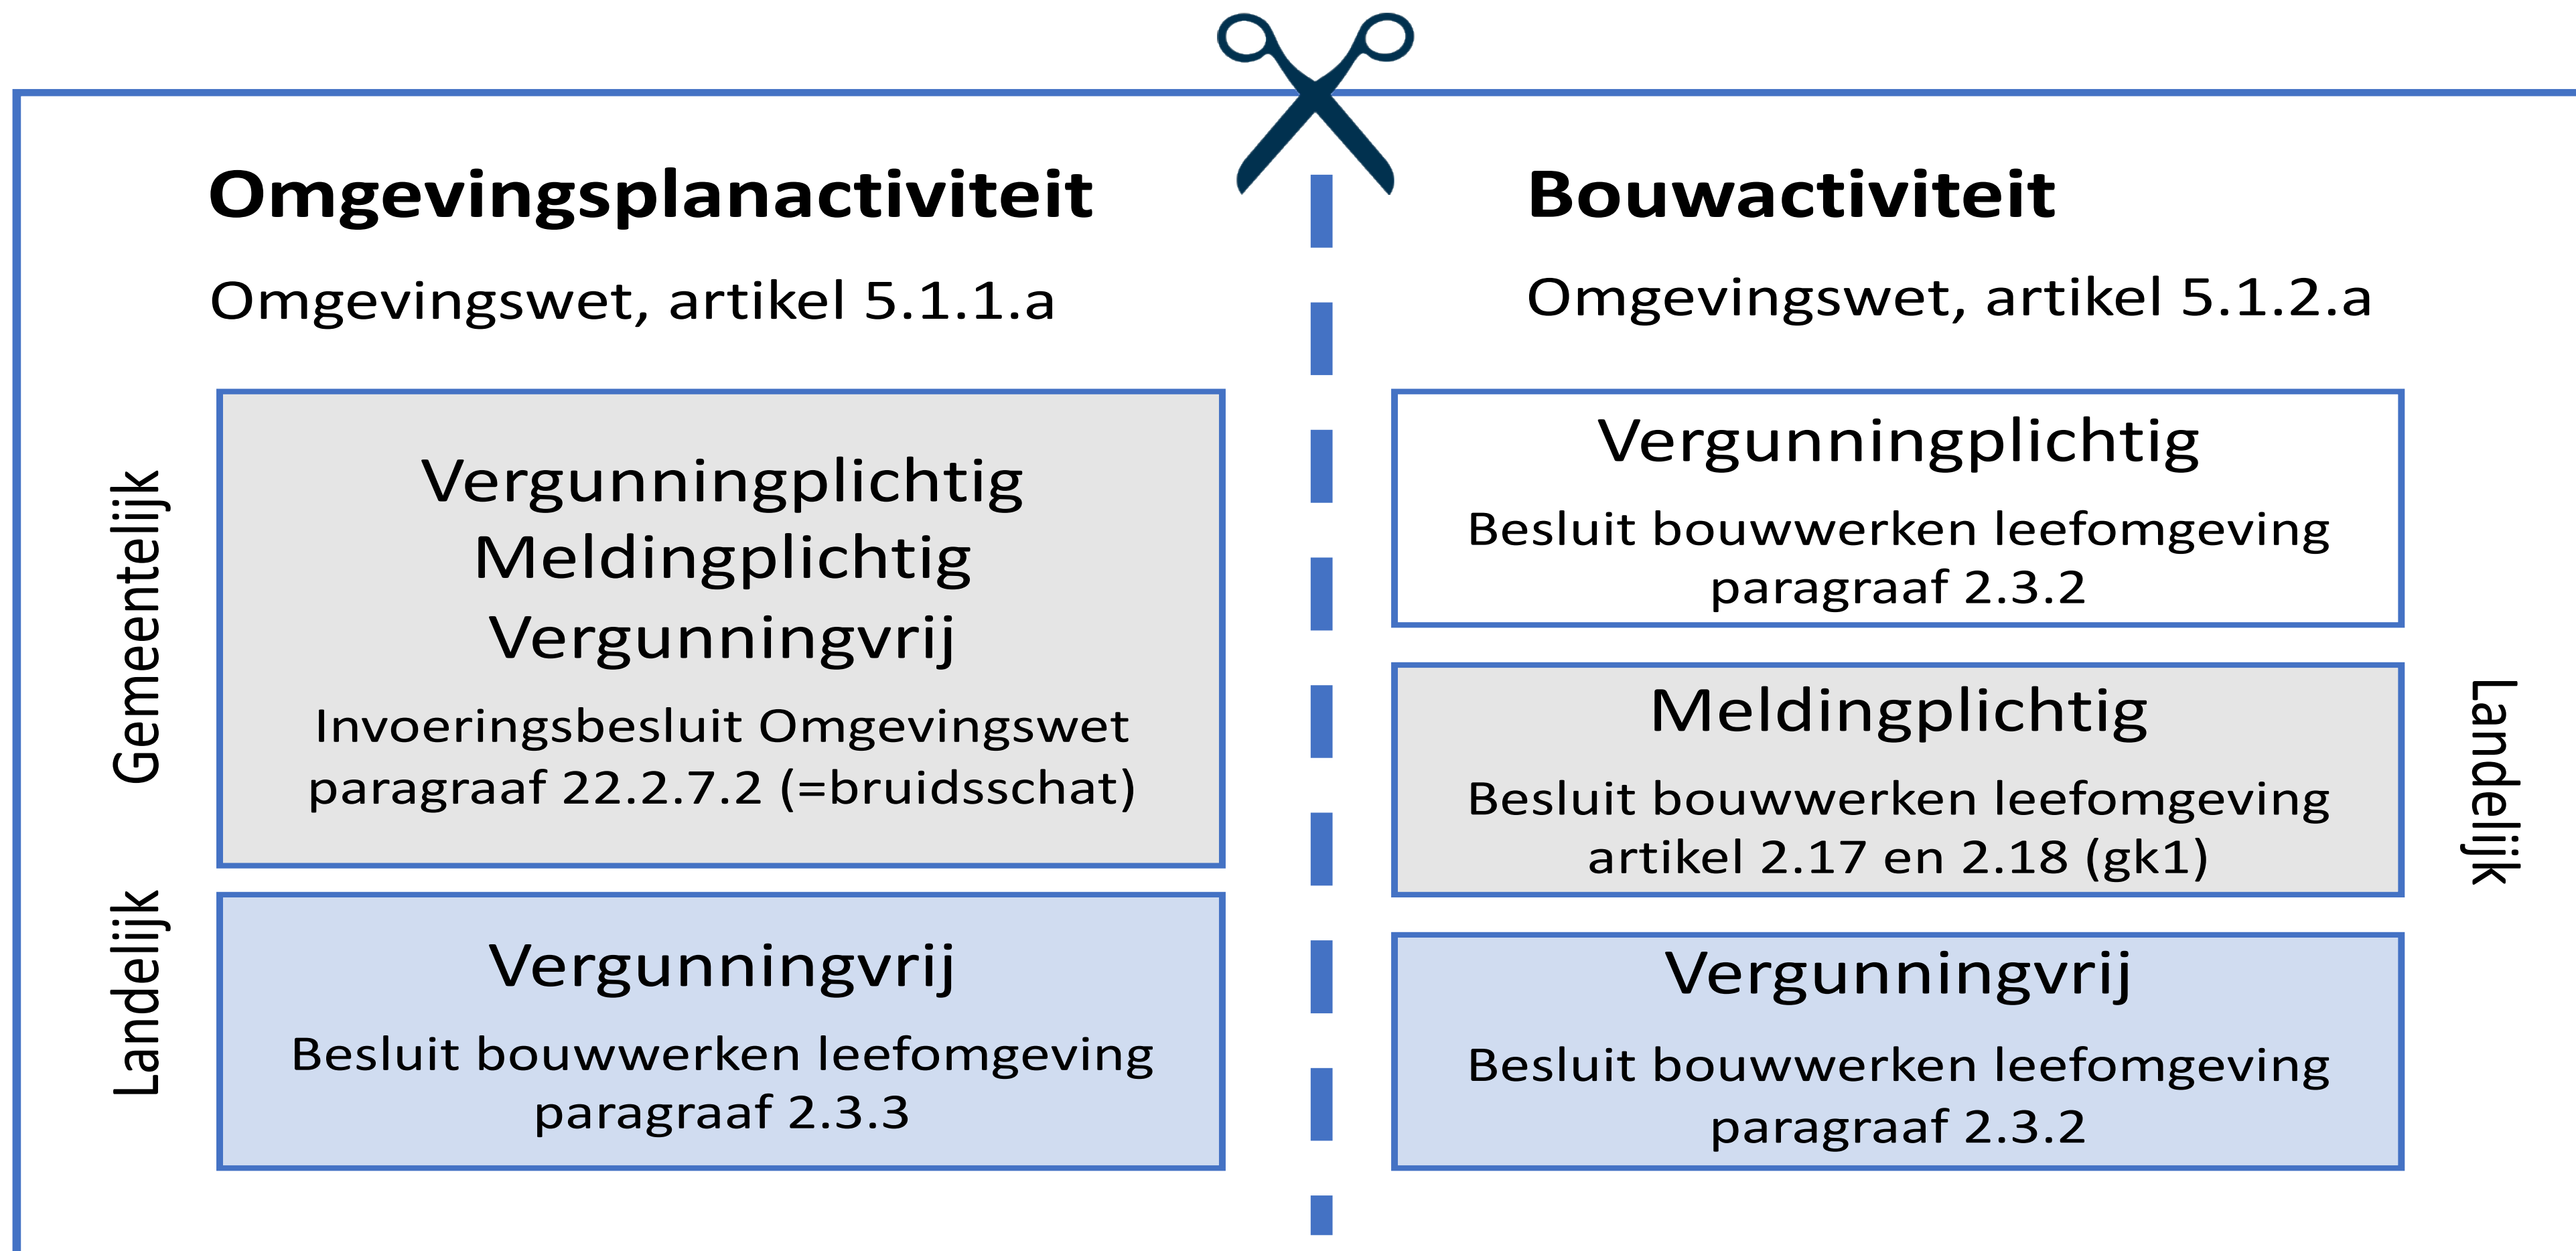 Omgevingsplanactiviteit
Omgevingswet, artikel 5.1.1.a
Gemeentelijk
Vergunningplichtig
Meldingplichtig
Vergunningvrij
Invoeringsbesluit Omgevingswet
paragraaf 22.2.7.2 (=bruidsschat)
Landelijk
Vergunningvrij
Besluit bouwwerken leefomgeving
paragraaf 2.3.3
Bouwactiviteit
Omgevingswet, artikel 5.1.2.a
Vergunningplichtig
Besluit bouwwerken leefomgeving
paragraaf 2.3.2
Meldingplichtig
Besluit bouwwerken leefomgeving
artikel 2.17 en 2.18 (gk1)
Vergunningvrij
Besluit bouwwerken leefomgeving
paragraaf 2.3.2
Landelijk